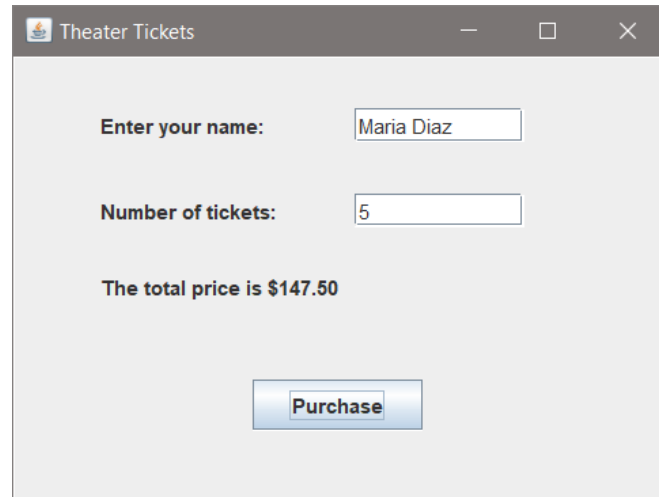 Theater Tickets
Enter your name: Maria Diaz
Number of tickets: 5
The total price is $147.50
Purchase